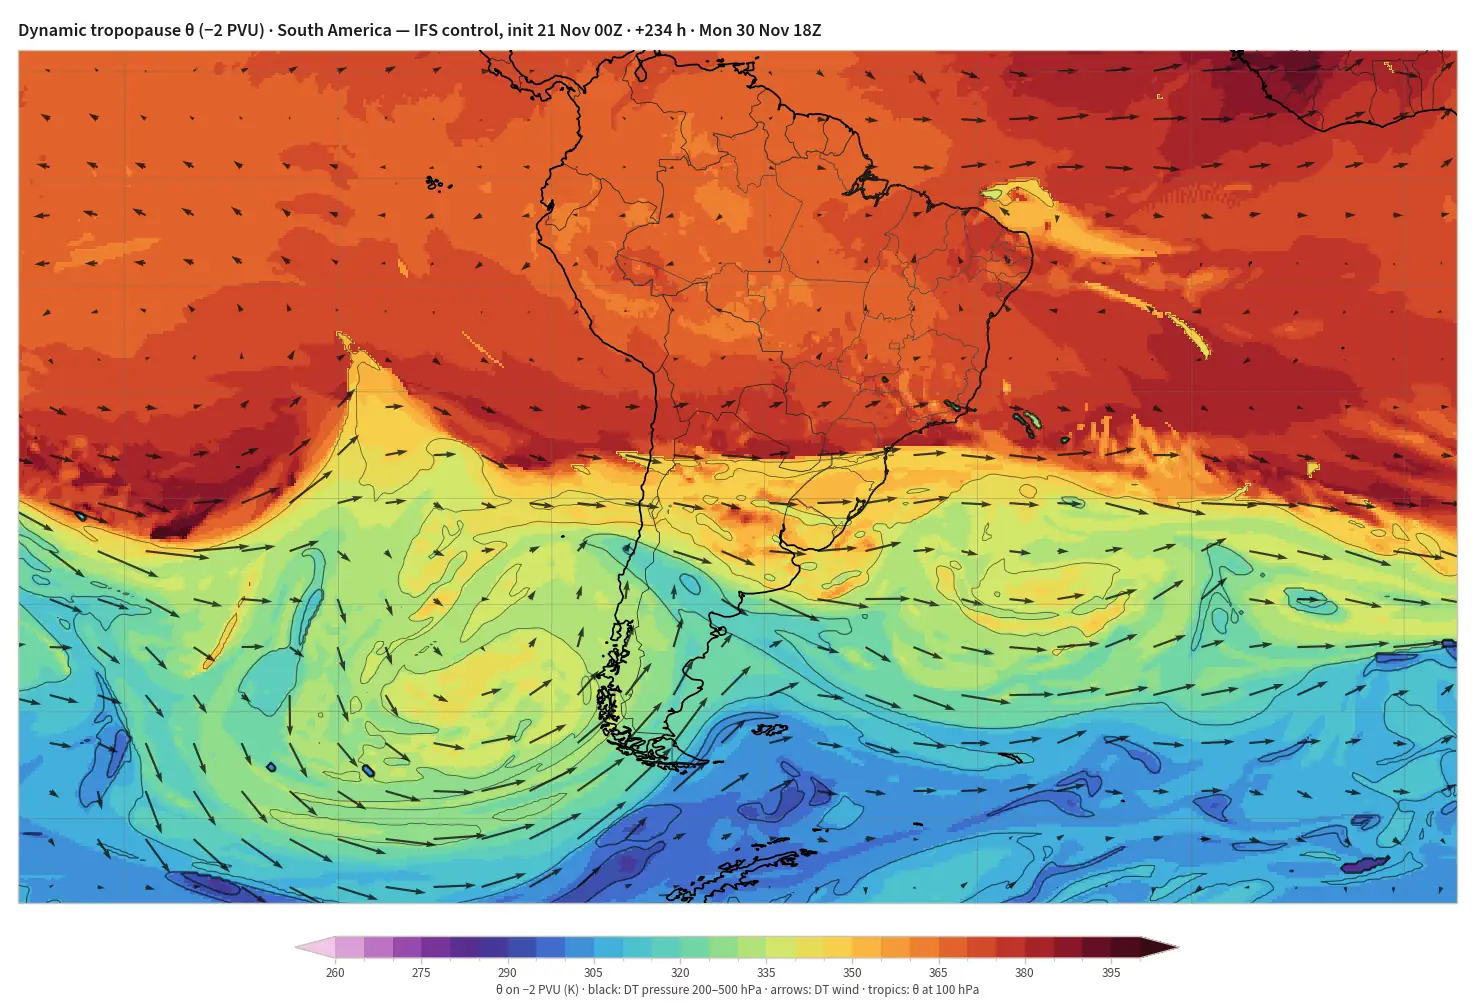 Dynamic tropopause θ (−2 PVU) · South America — IFS control, init 21 Nov 00Z · +234 h · Mon 30 Nov 18Z
260 275 290 305 320 335 350 365 380 395
θ on −2 PVU (K) · black: DT pressure 200–500 hPa · arrows: DT wind · tropics: θ at 100 hPa